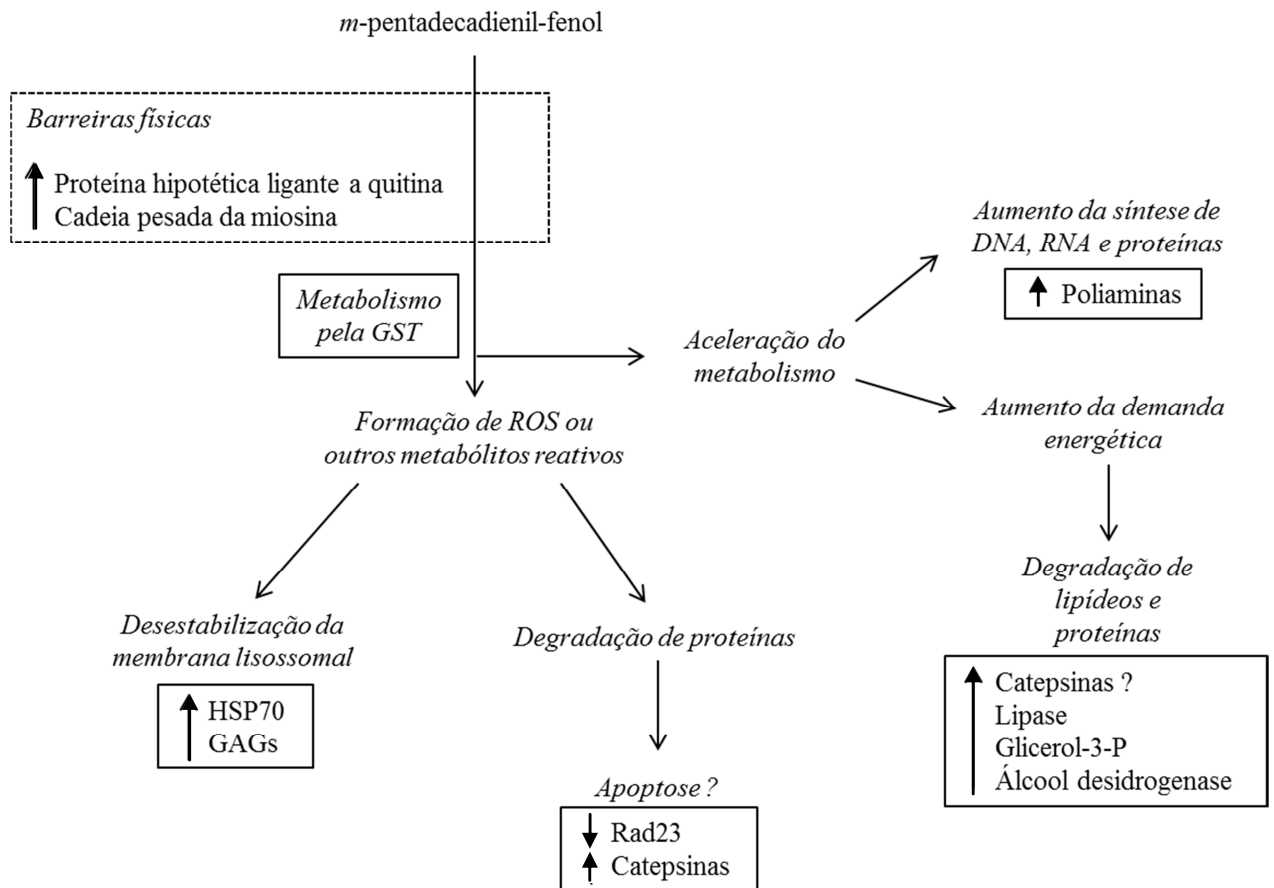 m-pentadecadienil-fenol
Barreiras físicas
Proteína hipotética ligante a quitina
Cadeia pesada da miosina
Metabolismo
pela GST
Aceleração do
metabolismo
Aumento da síntese de
DNA, RNA e proteínas
Poliaminas
Aumento da demanda
energética
Formação de ROS ou
outros metabólitos reativos
Desestabilização da
membrana lisossomal
HSP70
GAGs
Degradação de proteínas
Apoptose ?
Rad23
Catepsinas
Degradação de
lipídeos e
proteínas
Catepsinas ?
Lipase
Glicerol-3-P
Álcool desidrogenase